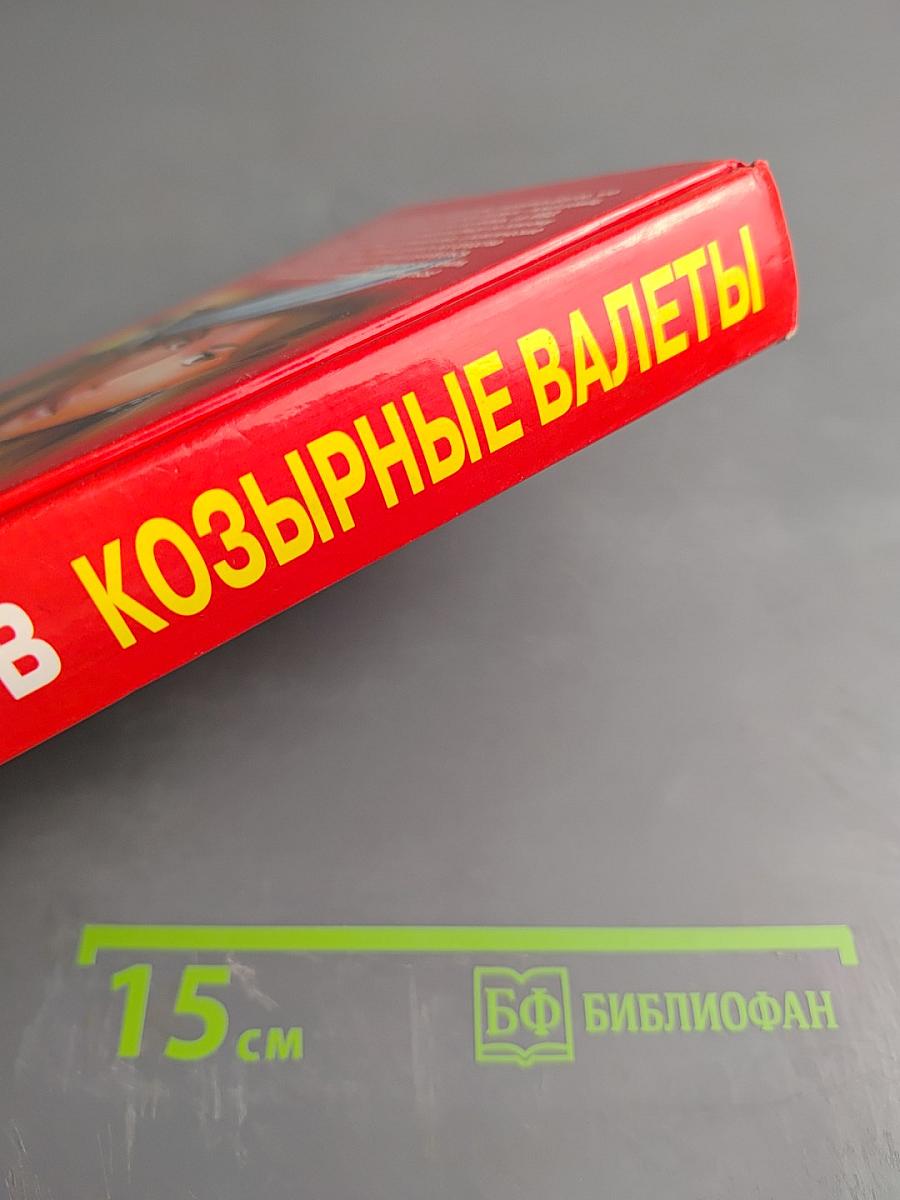 В КОЗЫРНЫЕ ВАЛЕТЫ
15 см
БФ БИБЛИОФАН